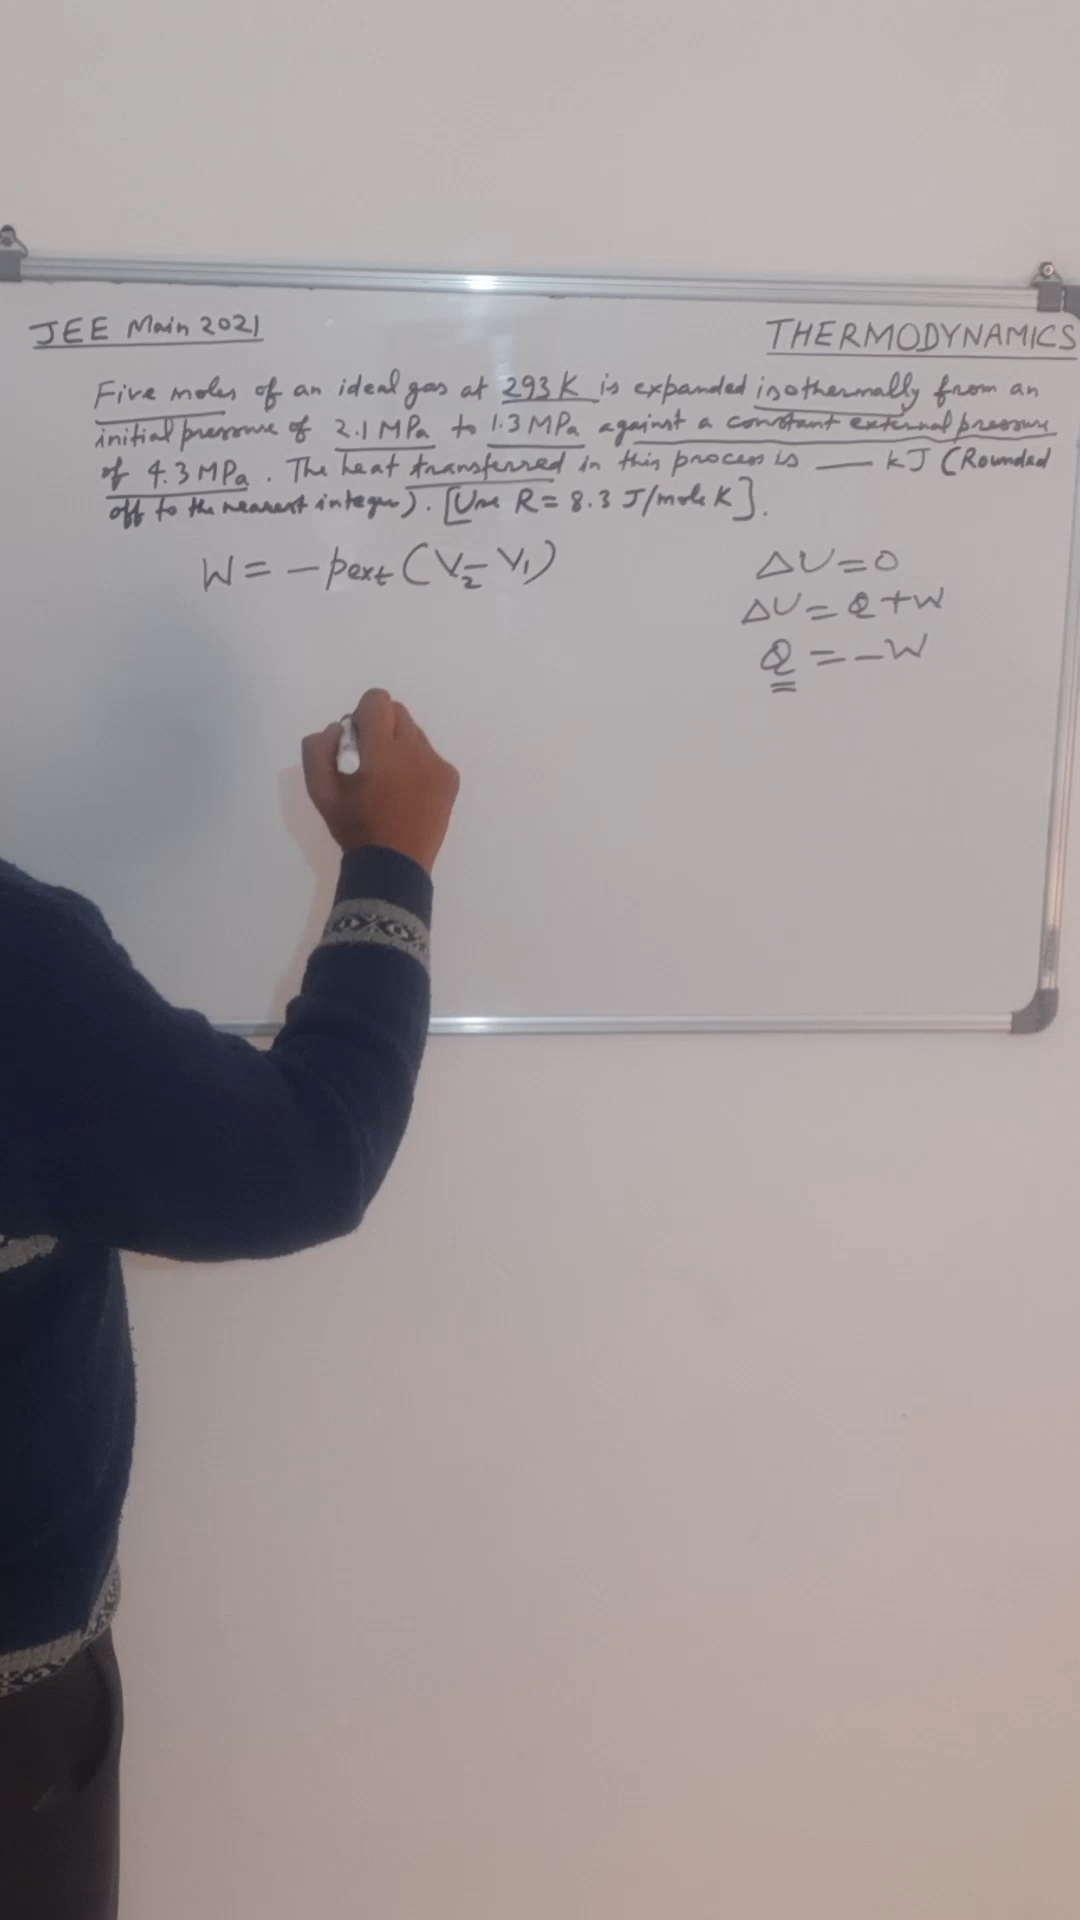 JEE Main 2021
THERMODYNAMICS
Five moles of an ideal gas at 293 K is expanded isothermally from an
initial pressure of 2.1 MPa to 1.3 MPa against a constant external pressure
of 4.3 MPa. The heat transferred in this process is ___ kJ (Rounded
off to the nearest integer). [Use R = 8.3 J/mole K].
W = -pext (V2 - V1)
ΔU = 0
ΔU = Q + W
Q = -W